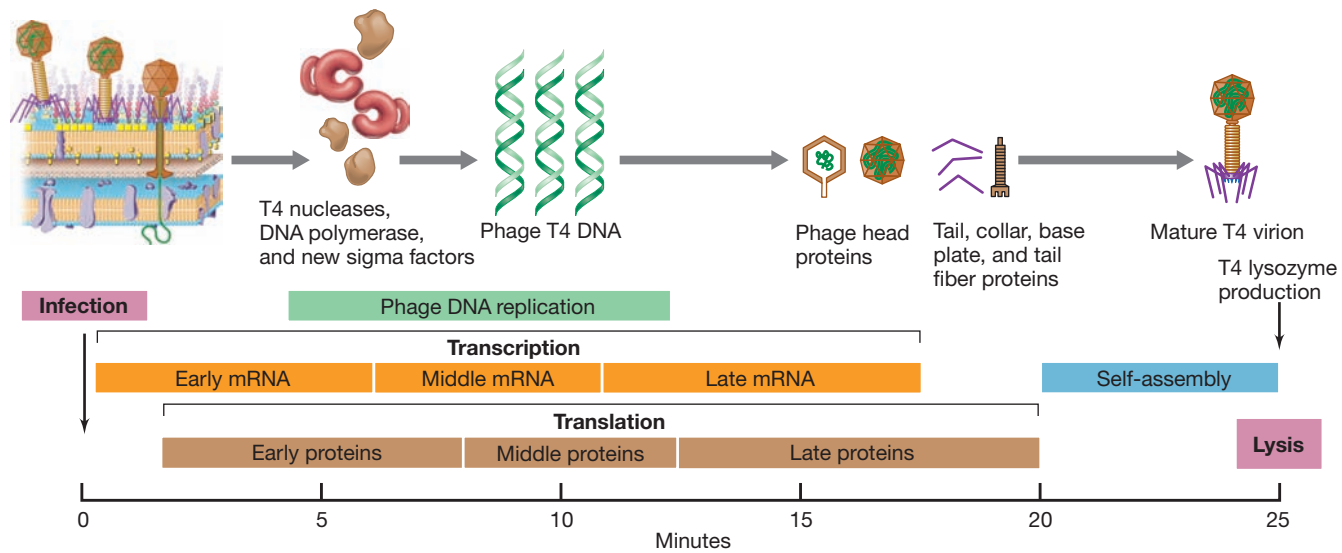 T4 nucleases,
DNA polymerase,
and new sigma factors
Phage T4 DNA
Phage head
proteins
Tail, collar, base
plate, and tail
fiber proteins
Mature T4 virion
T4 lysozyme
production
Infection
Phage DNA replication
Transcription
Early mRNA
Middle mRNA
Late mRNA
Self-assembly
Translation
Early proteins
Middle proteins
Late proteins
Lysis
0
5
10
15
20
25
Minutes